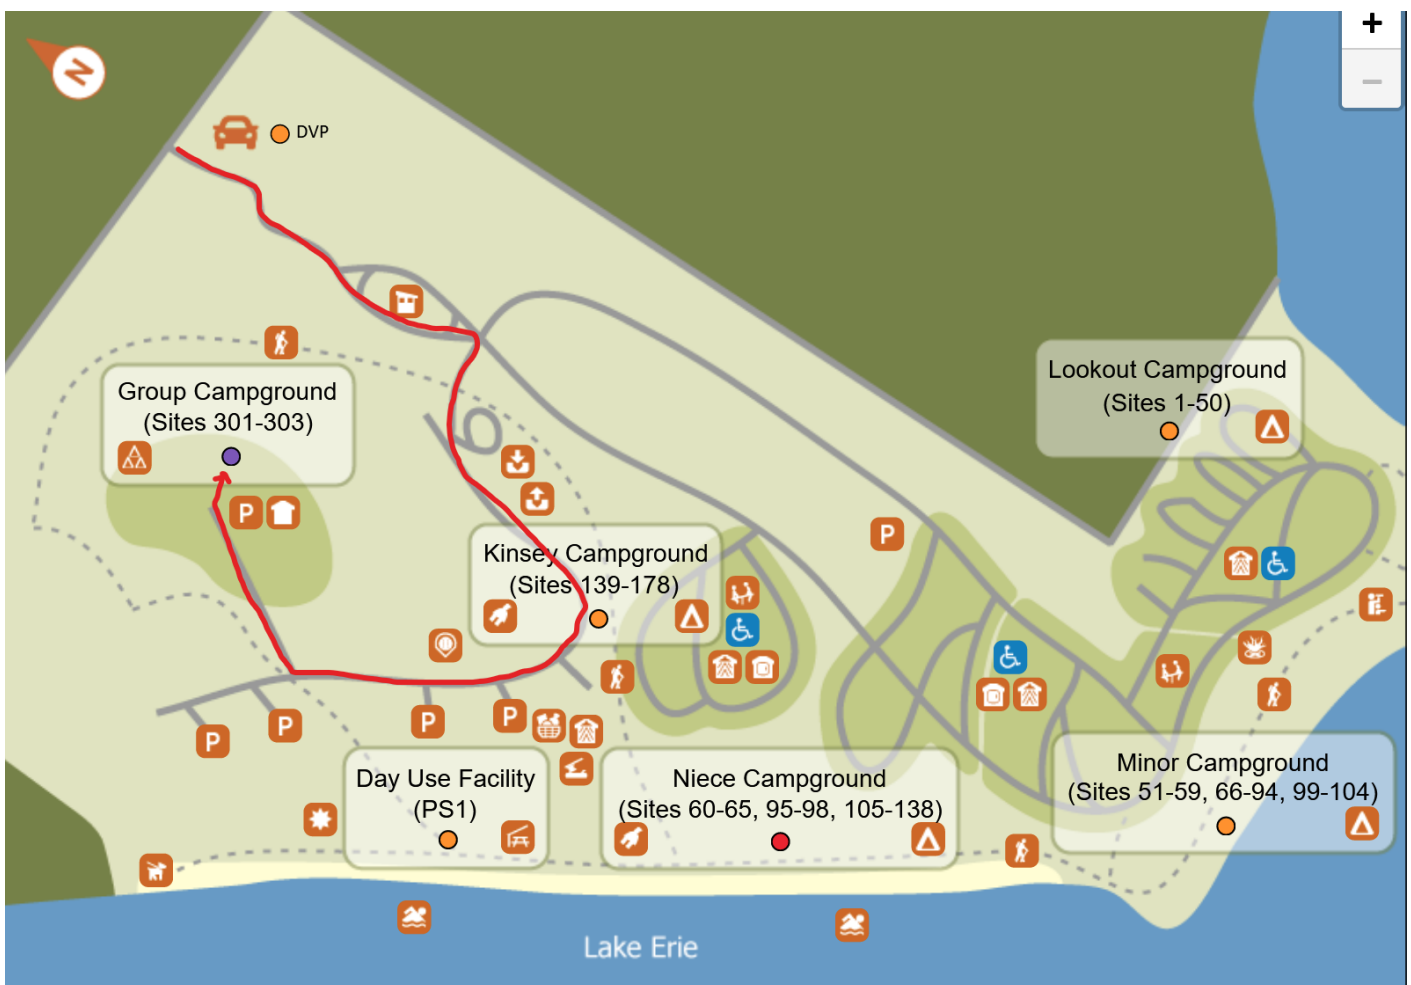 +
−
N
DVP
Lookout Campground
(Sites 1-50)
Group Campground
(Sites 301-303)
P
P
Kinsey Campground
(Sites 139-178)
P
P
P
P
Day Use Facility
(PS1)
Niece Campground
(Sites 60-65, 95-98, 105-138)
Minor Campground
(Sites 51-59, 66-94, 99-104)
Lake Erie